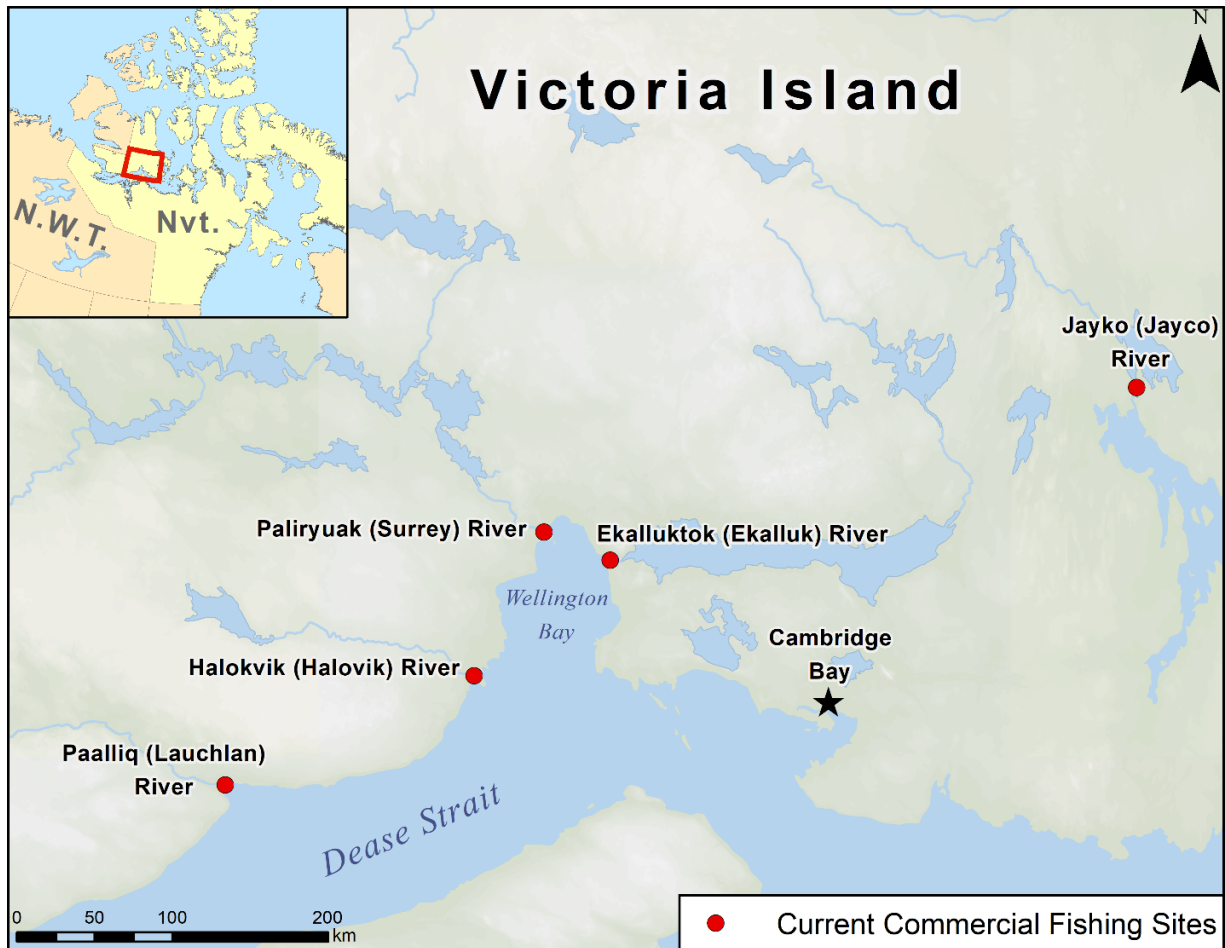 Victoria Island
N
N.W.T.
Nvt.
Jayko (Jayco)
River
Paliryuak (Surrey) River
Ekalluktok (Ekalluk) River
Wellington
Bay
Cambridge
Bay
Halokvik (Halovik) River
Paalliq (Lauchlan)
River
Dease Strait
0 50 100 200
km
Current Commercial Fishing Sites